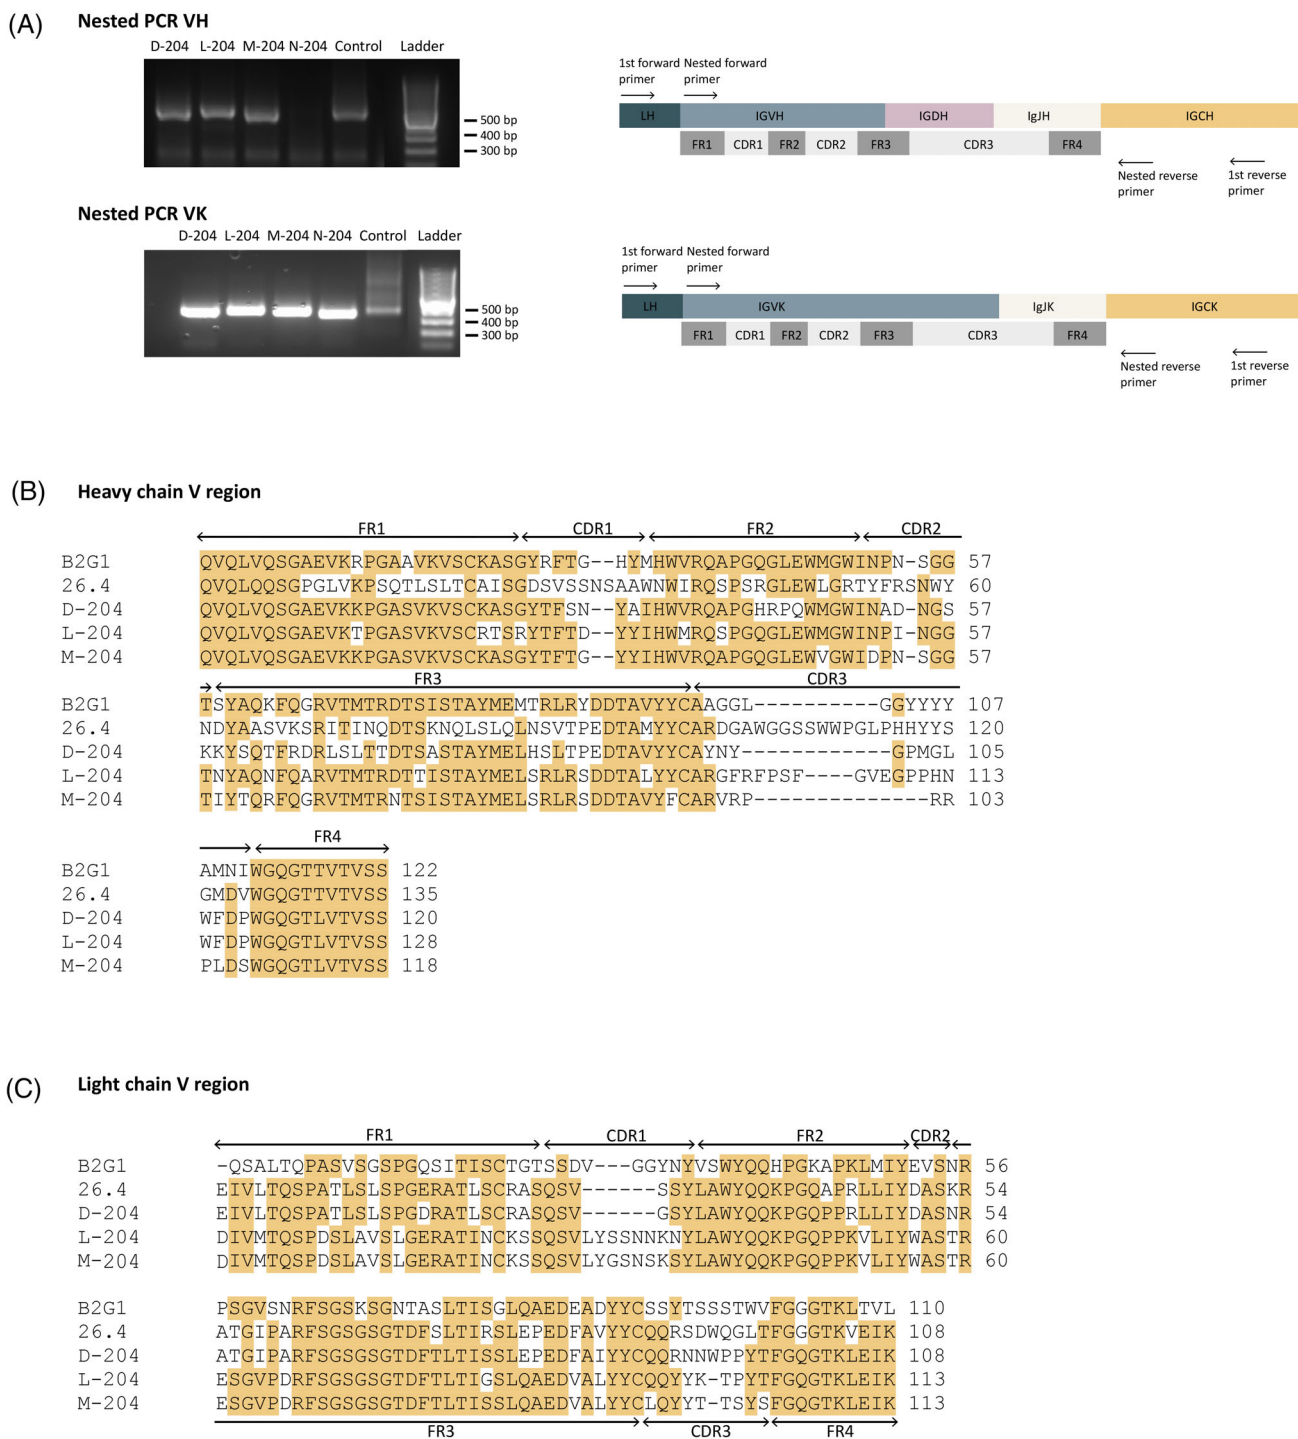 (A)
Nested PCR VH
D-204 L-204 M-204 N-204 Control Ladder
500 bp
400 bp
300 bp
1st forward primer
Nested forward primer
LH IGVH IGDH IgJH IGCH
FR1 CDR1 FR2 CDR2 FR3 CDR3 FR4
Nested reverse primer
1st reverse primer
Nested PCR VK
D-204 L-204 M-204 N-204 Control Ladder
500 bp
400 bp
300 bp
1st forward primer
Nested forward primer
LH IGVK IgJK IGCK
FR1 CDR1 FR2 CDR2 FR3 CDR3 FR4
Nested reverse primer
1st reverse primer
(B)
Heavy chain V region
FR1 CDR1 FR2 CDR2
B2G1 QVQLVQSGAEVKRPGAAVKVSCKASGYRFTG--HYMHWVRQAPGQGLEWMGWINPN-SGG 57
26.4 QVQLQQSGPGLVKPSQTLSLTCAISGDSVSSNSAAWNWIRQSPSRGLEWLGRTYFRSNWY 60
D-204 QVQLVQSGAEVKKPGASVKVSCKASGYTFSN--YAIHWVRQAPGHRPQWMGWINAD-NGS 57
L-204 QVQLVQSGAEVKTPGASVKVSCRTSRYTFTD--YYIHWMRQSPGQGLEWMGWINPI-NGG 57
M-204 QVQLVQSGAEVKKPGASVKVSCKASGYTFTG--YYIHWVRQAPGQGLEWVGWIDPN-SGG 57
FR3 CDR3
B2G1 TSYAQKFQGRVTMTRDTSISTAYMEMTRLRYDDTAVYYCAAGGL----------GGYYYY 107
26.4 NDYAASVKSRITINQDTSKNQLSLQLNSVTPEDTAMYYCARDGAWGGSSWWPGLPHHYYS 120
D-204 KKYSQTFRDRLSLTTDTSASTAYMELHSLTPEDTAVYYCAYNY------------GPMGL 105
L-204 TNYAQNFQARVTMTRDTTISTAYMELSRLRSDDTALYYCARGFRFPSF----GVEGPPHN 113
M-204 TIYTQRFQGRVTMTRNTSISTAYMELSRLRSDDTAVYFCARVRP--------------RR 103
FR4
B2G1 AMNIWGQGTTVTVSS 122
26.4 GMDVWGQGTTVTVSS 135
D-204 WFDPWGQGTLVTVSS 120
L-204 WFDPWGQGTLVTVSS 128
M-204 PLDSWGQGTLVTVSS 118
(C)
Light chain V region
FR1 CDR1 FR2 CDR2
B2G1 -QSALTQPASVSGSPGQSITISCTGTSSDV---GGYNYVSWYQQHPGKAPKLMIYEVSNR 56
26.4 EIVLTQSPATLSLSPGERATLSCRASQSV------SSYLAWYQQKPGQAPRLLIYDASKR 54
D-204 EIVLTQSPATLSLSPGDRATLSCRASQSV------GSYLAWYQQKPGQPPRLLIYDASNR 54
L-204 DIVMTQSPDSLAVSLGERATINCKSSQSVLYSSNNKNYLAWYQQKPGQPPKVLIYWASTR 60
M-204 DIVMTQSPDSLAVSLGERATINCKSSQSVLYGSNSKSYLAWYQQKPGQPPKVLIYWASTR 60
B2G1 PSGVSNRFSGSKSGNTASLTISGLQAEDEADYYCSSYTSSSTWVFGGGTKLTVL 110
26.4 ATGIPARFSGSGSGTDFSLTIRSLEPEDFAVYYCQQRSDWQGLTFGGGTKVEIK 108
D-204 ATGIPARFSGSGSGTDFTLTISSLEPEDFAIYYCQQRNNWPPYTFGQGTKLEIK 108
L-204 ESGVPDRFSGSGSGTDFTLTIGSLQAEDVALYYCQQYYK-TPYTFGQGTKLEIK 113
M-204 ESGVPDRFSGSGSGTDFTLTISSLQAEDVALYYCLQYYT-TSYSFGQGTKLEIK 113
FR3 CDR3 FR4